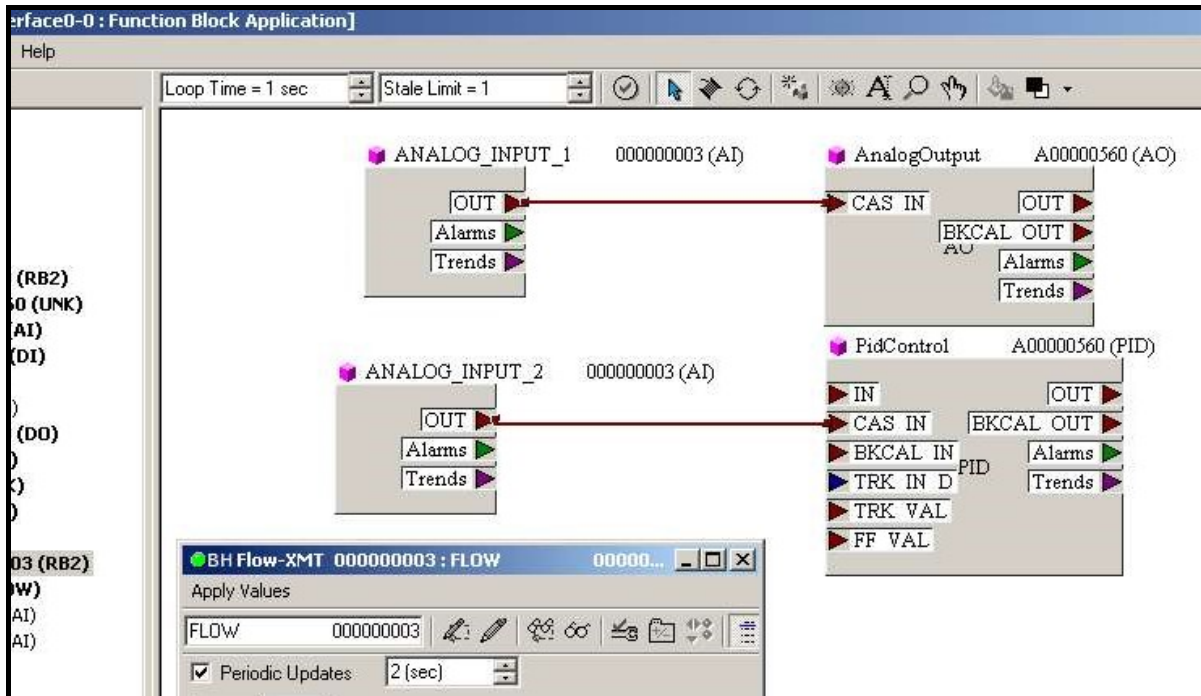 erface0-0 : Function Block Application]
Help
Loop Time = 1 sec
Stale Limit = 1
(RB2)
60 (UNK)
(AI)
(DI)
)
(DO)
)
)
)
03 (RB2)
OW)
AI)
AI)
ANALOG_INPUT_1 000000003 (AI)
OUT
Alarms
Trends
AnalogOutput A00000560 (AO)
CAS IN OUT
BKCAL OUT
AO
Alarms
Trends
ANALOG_INPUT_2 000000003 (AI)
OUT
Alarms
Trends
PidControl A00000560 (PID)
IN OUT
CAS IN BKCAL OUT
BKCAL IN Alarms
PID
TRK IN D Trends
TRK VAL
FF VAL
BH Flow-XMT 000000003 : FLOW 00000...
Apply Values
FLOW 000000003
Periodic Updates 2 (sec)